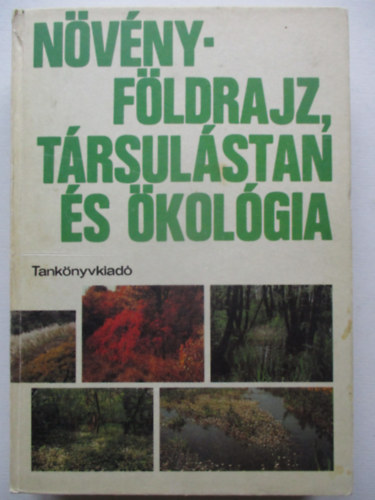 NÖVÉNY-
FÖLDRAJZ,
TÁRSULÁSTAN
ÉS ÖKOLÓGIA
Tankönyvkiadó